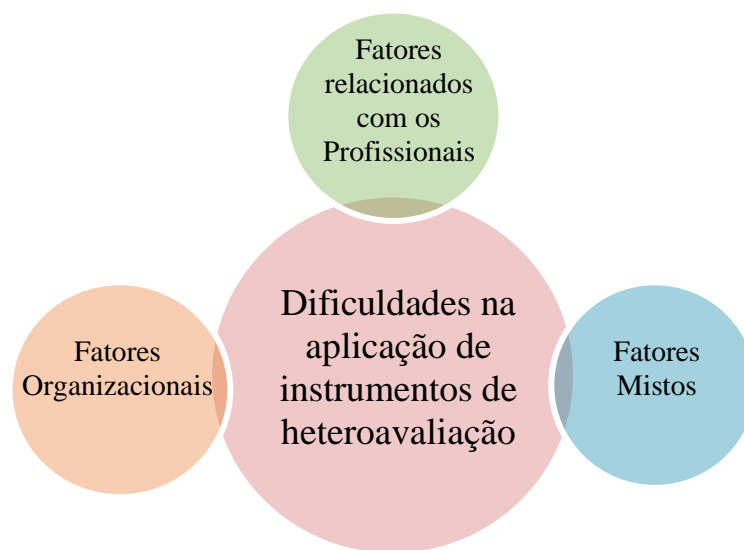 Fatores
relacionados
com os
Profissionais
Dificuldades na
aplicação de
instrumentos de
heteroavaliação
Fatores
Organizacionais
Fatores
Mistos